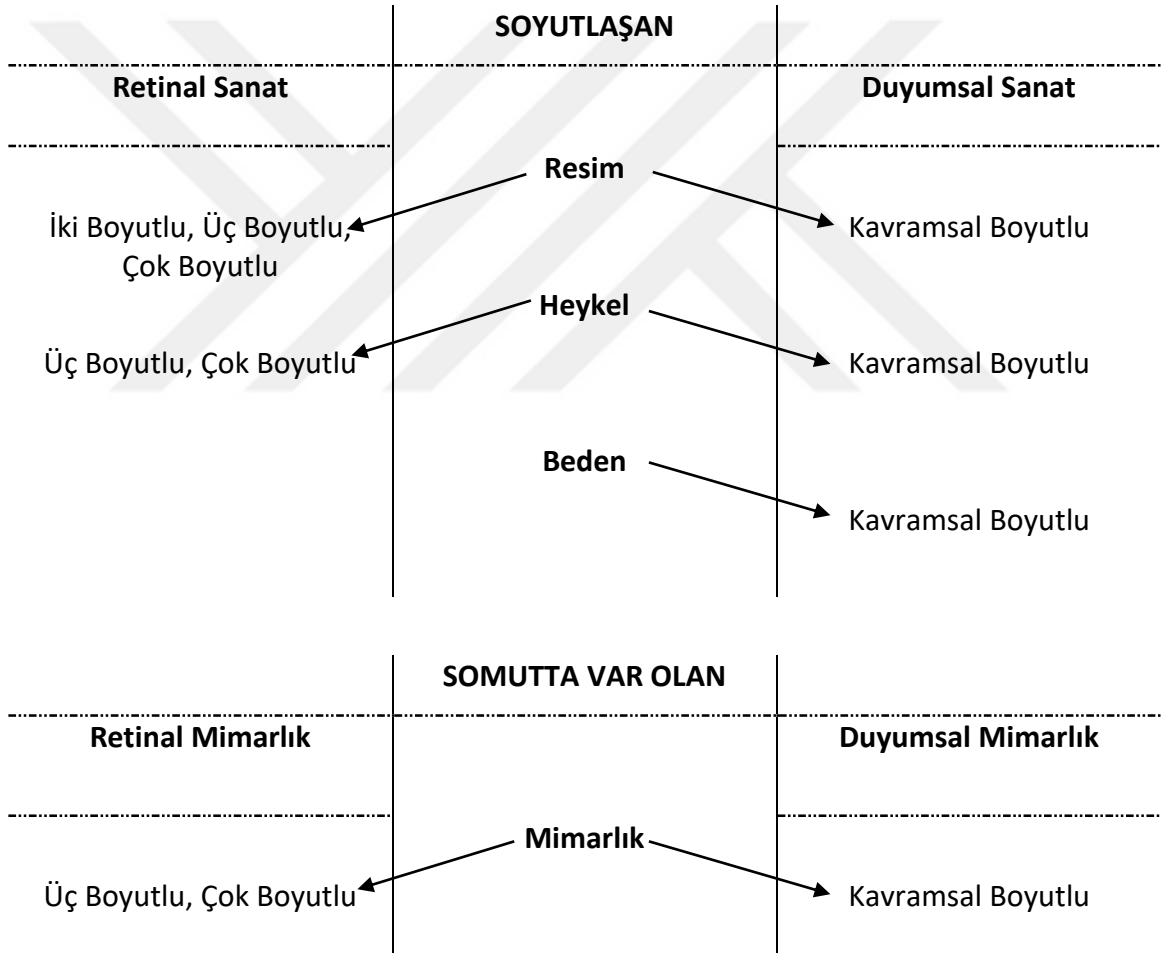 SOYUTLAŞAN
Retinal Sanat
Duyumsal Sanat
Resim
İki Boyutlu, Üç Boyutlu,
Çok Boyutlu
Kavramsal Boyutlu
Heykel
Üç Boyutlu, Çok Boyutlu
Kavramsal Boyutlu
Beden
Kavramsal Boyutlu
SOMUTTA VAR OLAN
Retinal Mimarlık
Duyumsal Mimarlık
Mimarlık
Üç Boyutlu, Çok Boyutlu
Kavramsal Boyutlu